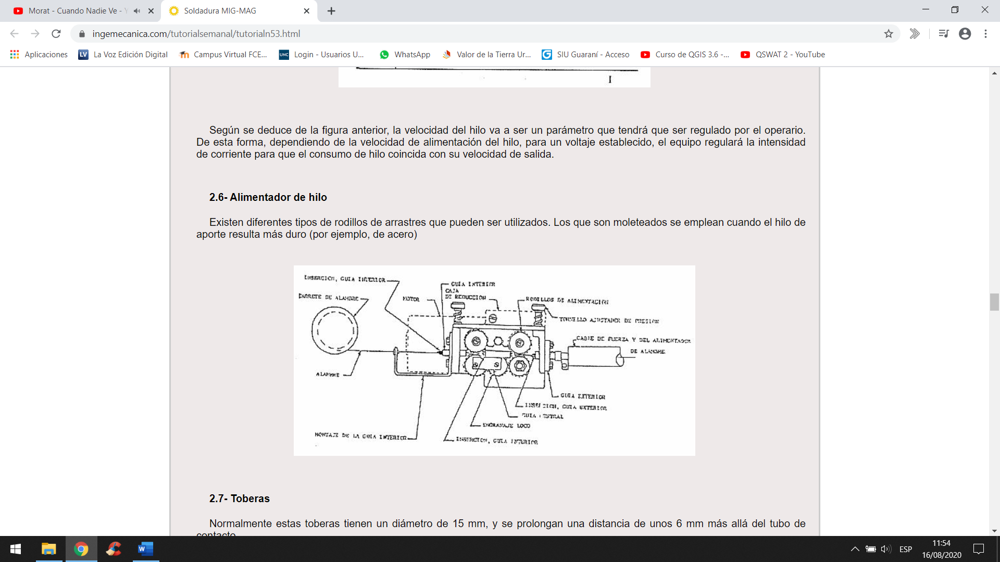 Morat - Cuando Nadie Ve -
Soldadura MIG-MAG
ingemecanica.com/tutorialsemanal/tutorialn53.html
Aplicaciones
LV La Voz Edición Digital
Campus Virtual FCE...
UNC Login - Usuarios U...
WhatsApp
Valor de la Tierra Ur...
SIU Guaraní - Acceso
Curso de QGIS 3.6 -...
QSWAT 2 - YouTube
I
Según se deduce de la figura anterior, la velocidad del hilo va a ser un parámetro que tendrá que ser regulado por el operario.
De esta forma, dependiendo de la velocidad de alimentación del hilo, para un voltaje establecido, el equipo regulará la intensidad
de corriente para que el consumo de hilo coincida con su velocidad de salida.
2.6- Alimentador de hilo
Existen diferentes tipos de rodillos de arrastres que pueden ser utilizados. Los que son moleteados se emplean cuando el hilo de
aporte resulta más duro (por ejemplo, de acero)
INSERCION, GUIA INTERIOR
GUIA INTERIOR
CAJA
DE REDUCCION
CARRETE DE ALAMBRE
MOTOR
RODILLOS DE ALIMENTACION
TORNILLO AJUSTADOR DE PRESION
CABLE DE FUERZA Y DEL ALIMENTADOR
DE ALAMBRE
ALAMBRE
GUIA EXTERIOR
INSERCION, GUIA EXTERIOR
GUIA CENTRAL
ENGRANAJE LOCO
MONTAJE DE LA GUIA INTERIOR
INSERCION, GUIA INTERIOR
2.7- Toberas
Normalmente estas toberas tienen un diámetro de 15 mm, y se prolongan una distancia de unos 6 mm más allá del tubo de
contacto
W
ESP
11:54
16/08/2020